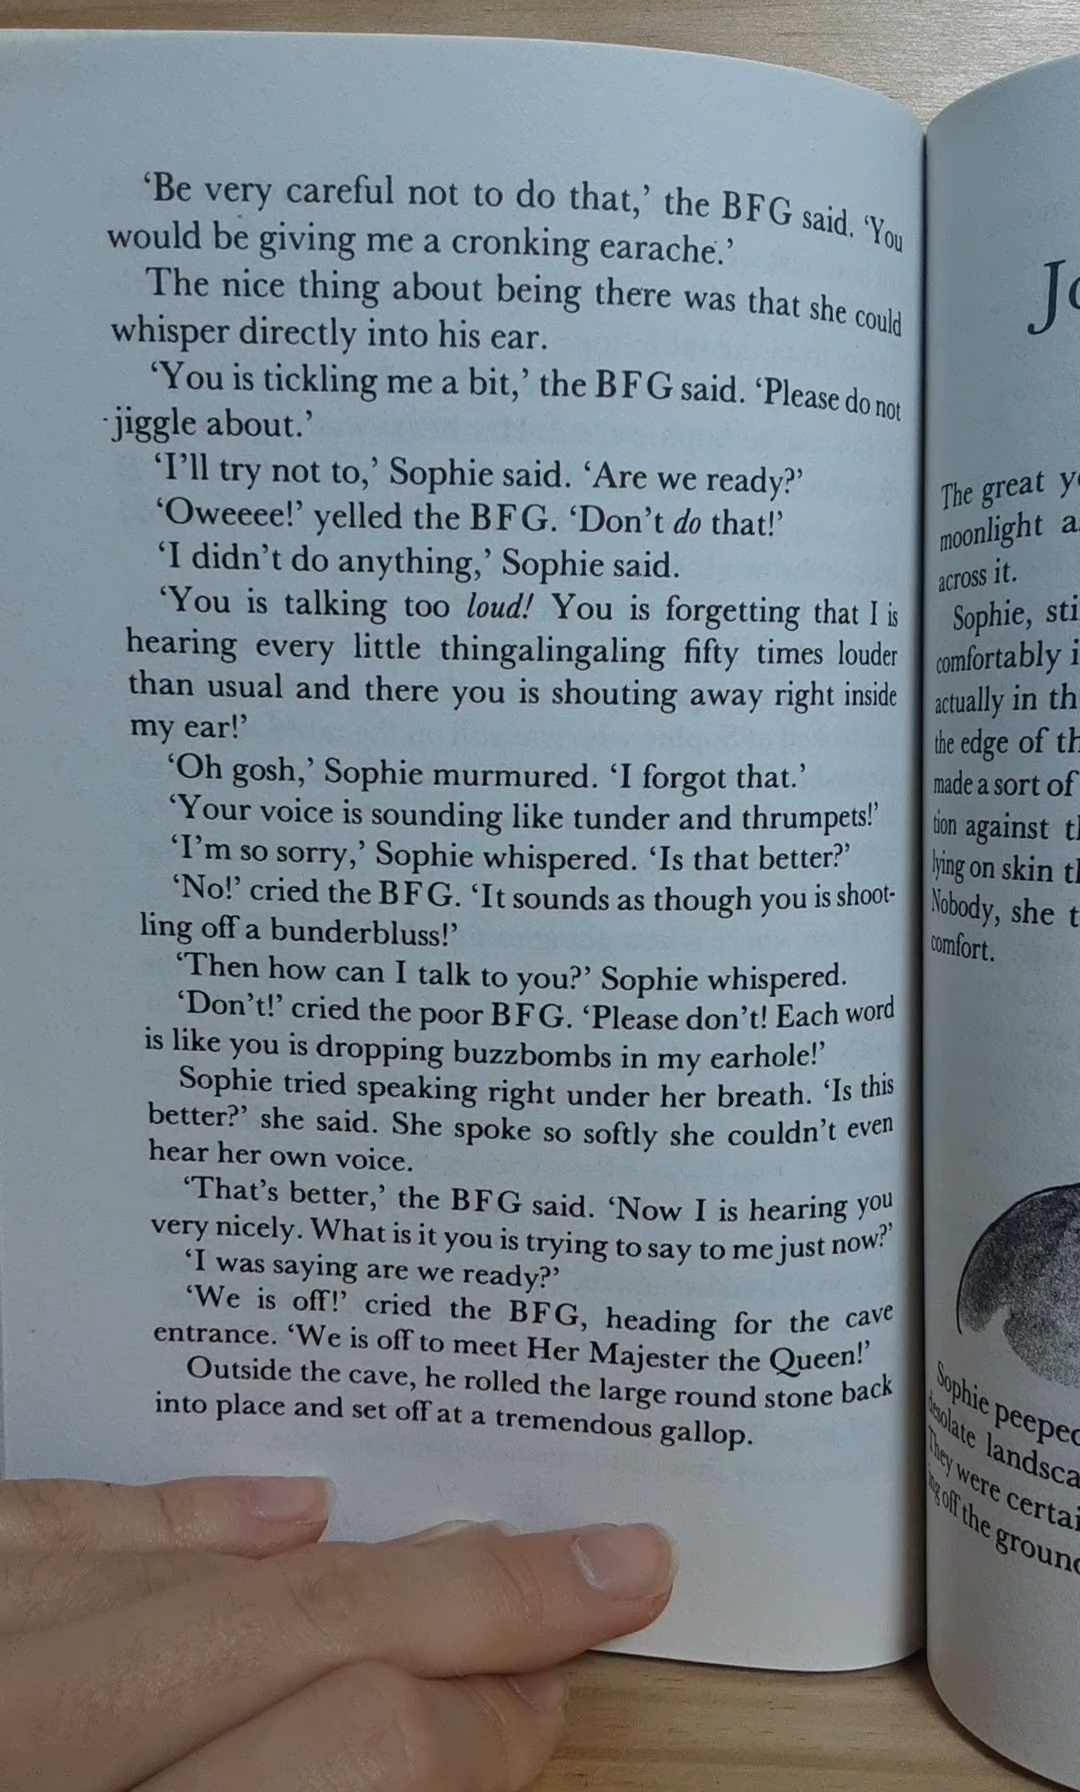 ‘Be very careful not to do that,’ the BFG said. ‘You
would be giving me a cronking earache.’
The nice thing about being there was that she could
whisper directly into his ear.
‘You is tickling me a bit,’ the BFG said. ‘Please do not
jiggle about.’
‘I’ll try not to,’ Sophie said. ‘Are we ready?’
‘Oweeee!’ yelled the BFG. ‘Don’t do that!’
‘I didn’t do anything,’ Sophie said.
‘You is talking too loud! You is forgetting that I is
hearing every little thingalingaling fifty times louder
than usual and there you is shouting away right inside
my ear!’
‘Oh gosh,’ Sophie murmured. ‘I forgot that.’
‘Your voice is sounding like tunder and thrumpets!’
‘I’m so sorry,’ Sophie whispered. ‘Is that better?’
‘No!’ cried the BFG. ‘It sounds as though you is shoot-
ling off a bunderbluss!’
‘Then how can I talk to you?’ Sophie whispered.
‘Don’t!’ cried the poor BFG. ‘Please don’t! Each word
is like you is dropping buzzbombs in my earhole!’
Sophie tried speaking right under her breath. ‘Is this
better?’ she said. She spoke so softly she couldn’t even
hear her own voice.
‘That’s better,’ the BFG said. ‘Now I is hearing you
very nicely. What is it you is trying to say to me just now?’
‘I was saying are we ready?’
‘We is off!’ cried the BFG, heading for the cave
entrance. ‘We is off to meet Her Majester the Queen!’
Outside the cave, he rolled the large round stone back
into place and set off at a tremendous gallop.
The great
moonlight
across it.
Sophie,
comfortably
actually in
the edge of
made a sort of
against
lying on skin
Nobody, she
comfort.
Sophie
desolate
They were
off the